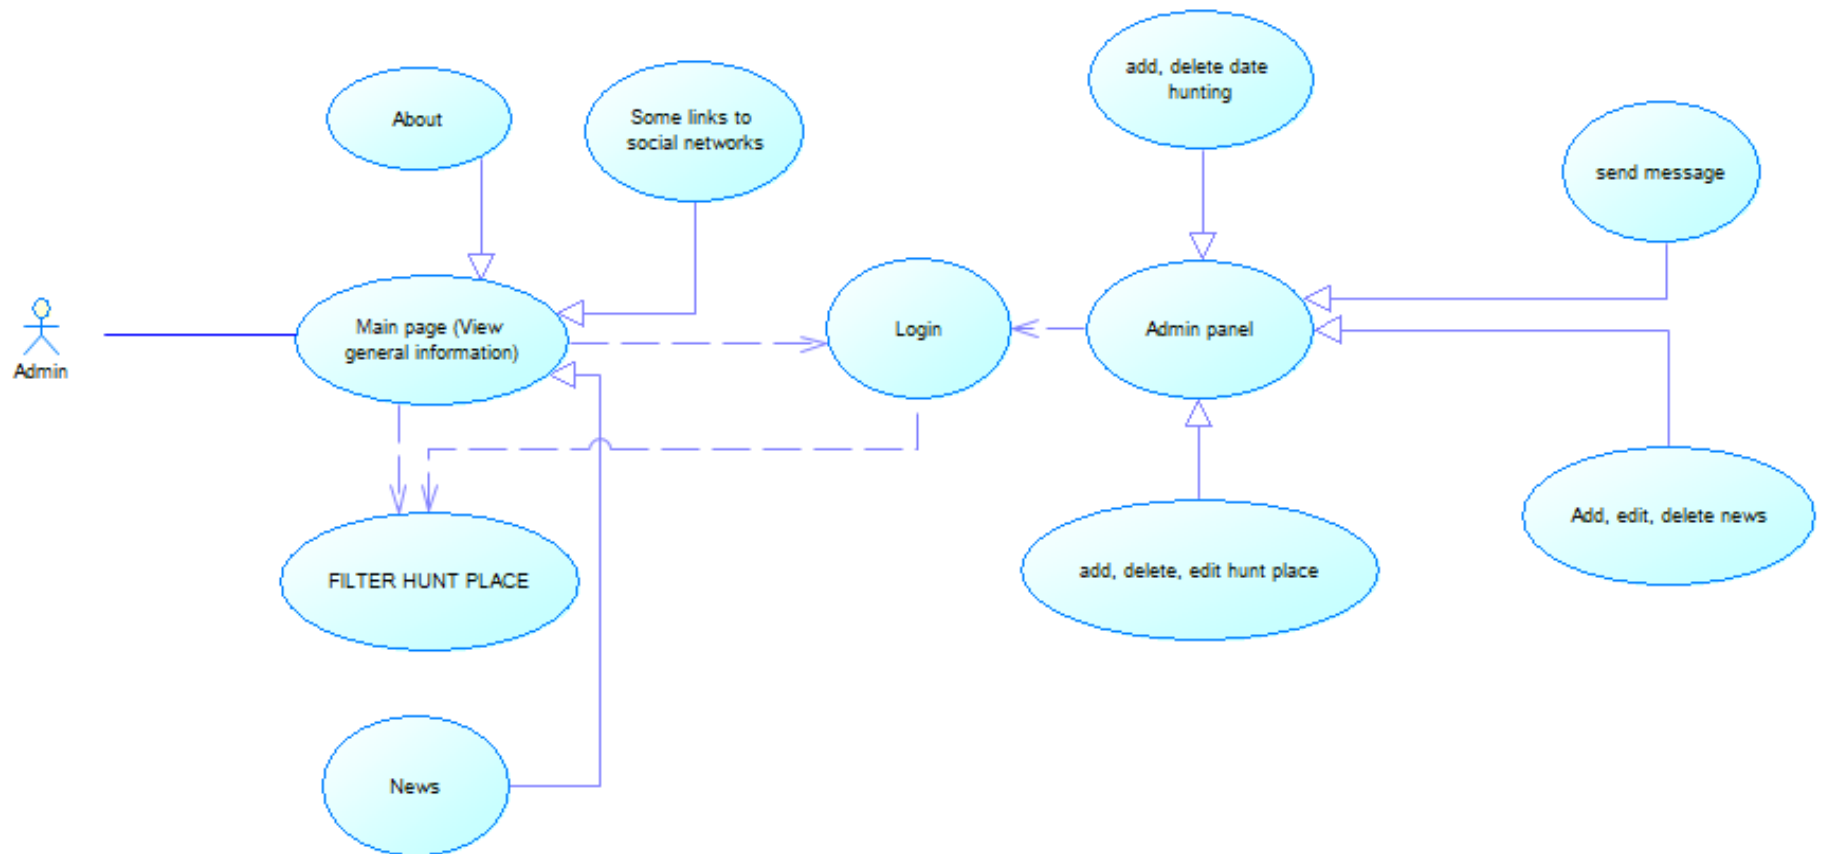 About
Some links to
social networks
add, delete date
hunting
send message
Admin
Main page (View
general information)
Login
Admin panel
FILTER HUNT PLACE
add, delete, edit hunt place
Add, edit, delete news
News